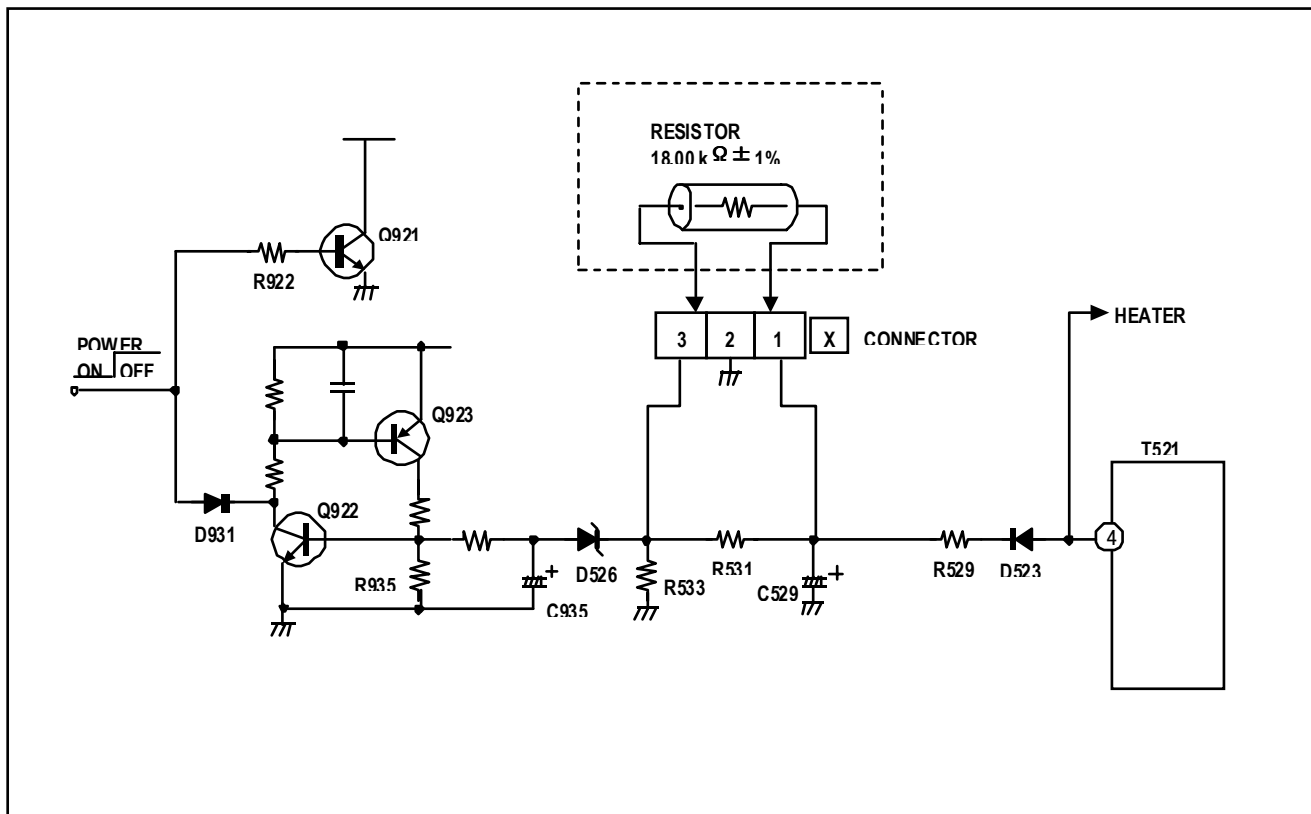 RESISTOR
18.00 k Ω ± 1%
Q921
R922
3 2 1 X CONNECTOR
HEATER
POWER
ON OFF
Q923
T521
Q922
D931
4
R935
C935
D526
R533
R531
C529
R529
D523